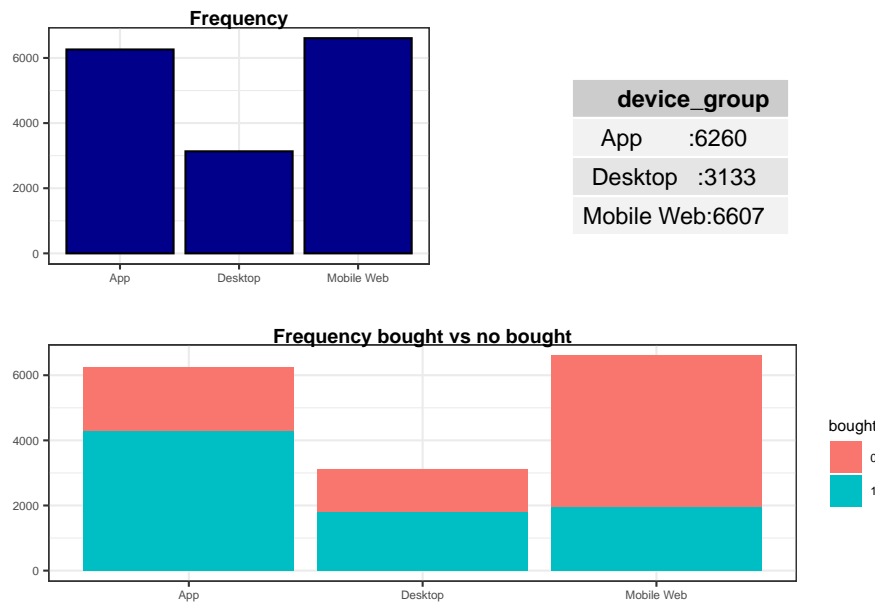 Frequency
6000
4000
2000
0
App Desktop Mobile Web
device_group
App :6260
Desktop :3133
Mobile Web:6607
Frequency bought vs no bought
6000
4000
2000
0
App Desktop Mobile Web
bought
0
1